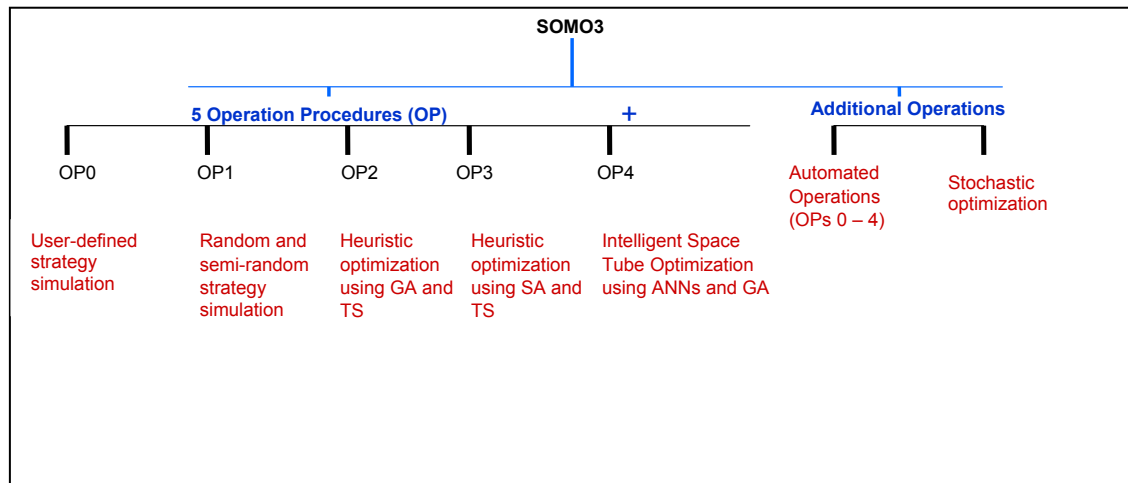 SOMO3
5 Operation Procedures (OP)
+
Additional Operations
OP0
OP1
OP2
OP3
OP4
Automated
Operations
(OPs 0 – 4)
Stochastic
optimization
User-defined
strategy
simulation
Random and
semi-random
strategy
simulation
Heuristic
optimization
using GA and
TS
Heuristic
optimization
using SA and
TS
Intelligent Space
Tube Optimization
using ANNs and GA